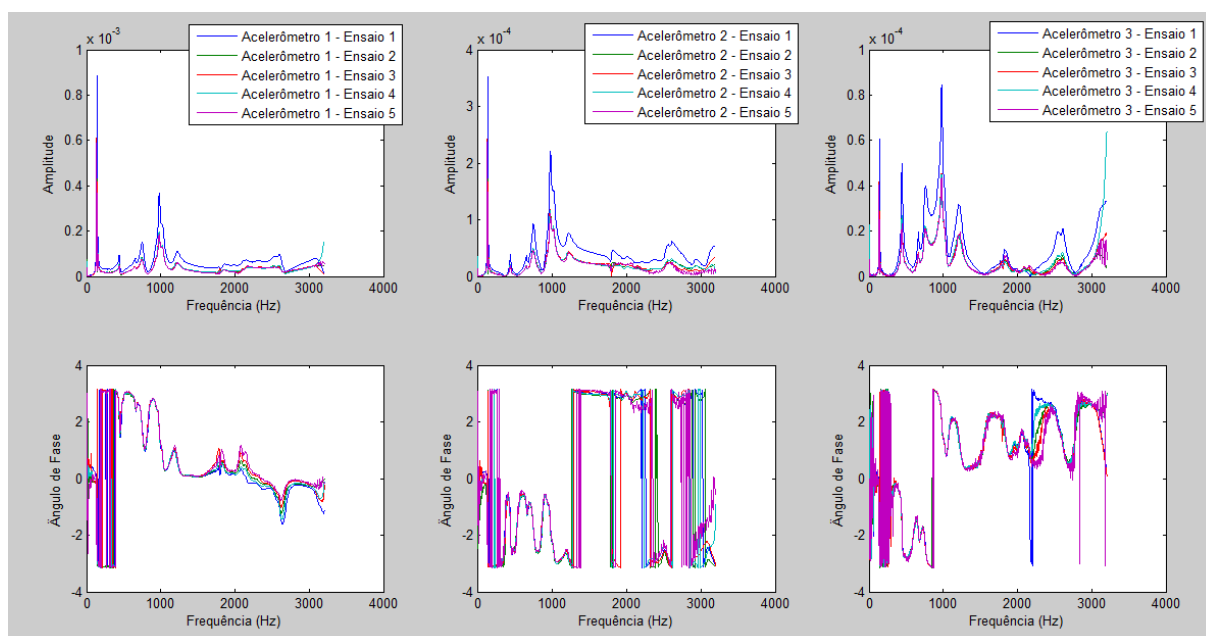 x 10-3
Acelerômetro 1 - Ensaio 1
Acelerômetro 1 - Ensaio 2
Acelerômetro 1 - Ensaio 3
Acelerômetro 1 - Ensaio 4
Acelerômetro 1 - Ensaio 5
1
0.8
0.6
0.4
0.2
0
Amplitude
0 1000 2000 3000 4000
Frequência (Hz)
x 10-4
Acelerômetro 2 - Ensaio 1
Acelerômetro 2 - Ensaio 2
Acelerômetro 2 - Ensaio 3
Acelerômetro 2 - Ensaio 4
Acelerômetro 2 - Ensaio 5
4
3
2
1
0
Amplitude
0 1000 2000 3000 4000
Frequência (Hz)
x 10-4
Acelerômetro 3 - Ensaio 1
Acelerômetro 3 - Ensaio 2
Acelerômetro 3 - Ensaio 3
Acelerômetro 3 - Ensaio 4
Acelerômetro 3 - Ensaio 5
1
0.8
0.6
0.4
0.2
0
Amplitude
0 1000 2000 3000 4000
Frequência (Hz)
4
2
0
-2
-4
Ängulo de Fase
0 1000 2000 3000 4000
Frequência (Hz)
4
2
0
-2
-4
Ängulo de Fase
0 1000 2000 3000 4000
Frequência (Hz)
4
2
0
-2
-4
Ängulo de Fase
0 1000 2000 3000 4000
Frequência (Hz)